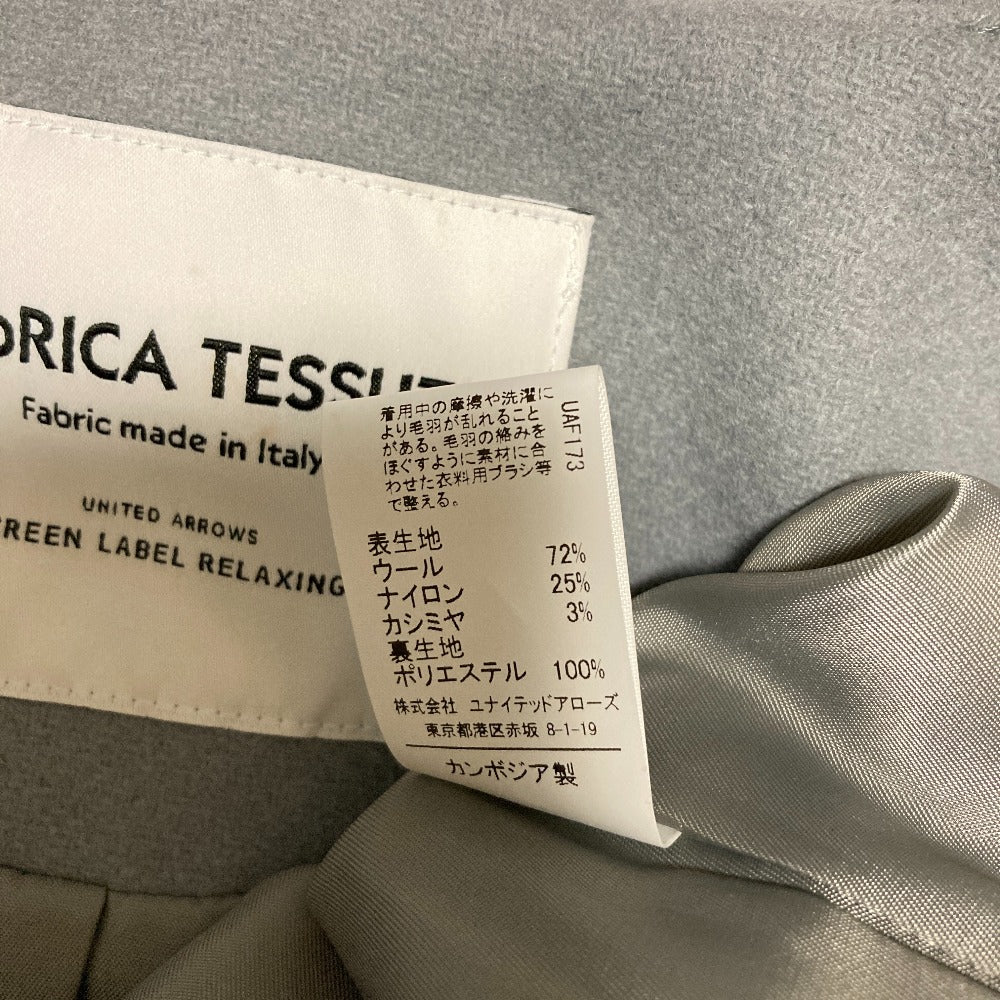 RICA TESSUT
Fabric made in Italy
UNITED ARROWS
REEN LABEL RELAXING
着用中の摩擦や洗濯に
より毛羽が乱れること
がある。毛羽の絡みを
ほぐすように素材に合
わせた衣料用ブラシ等
で整える。
UAF173
表生地
ウール 72%
ナイロン 25%
カシミヤ 3%
裏生地
ポリエステル 100%
株式会社 ユナイテッドアローズ
東京都港区赤坂 8-1-19
カンボジア製